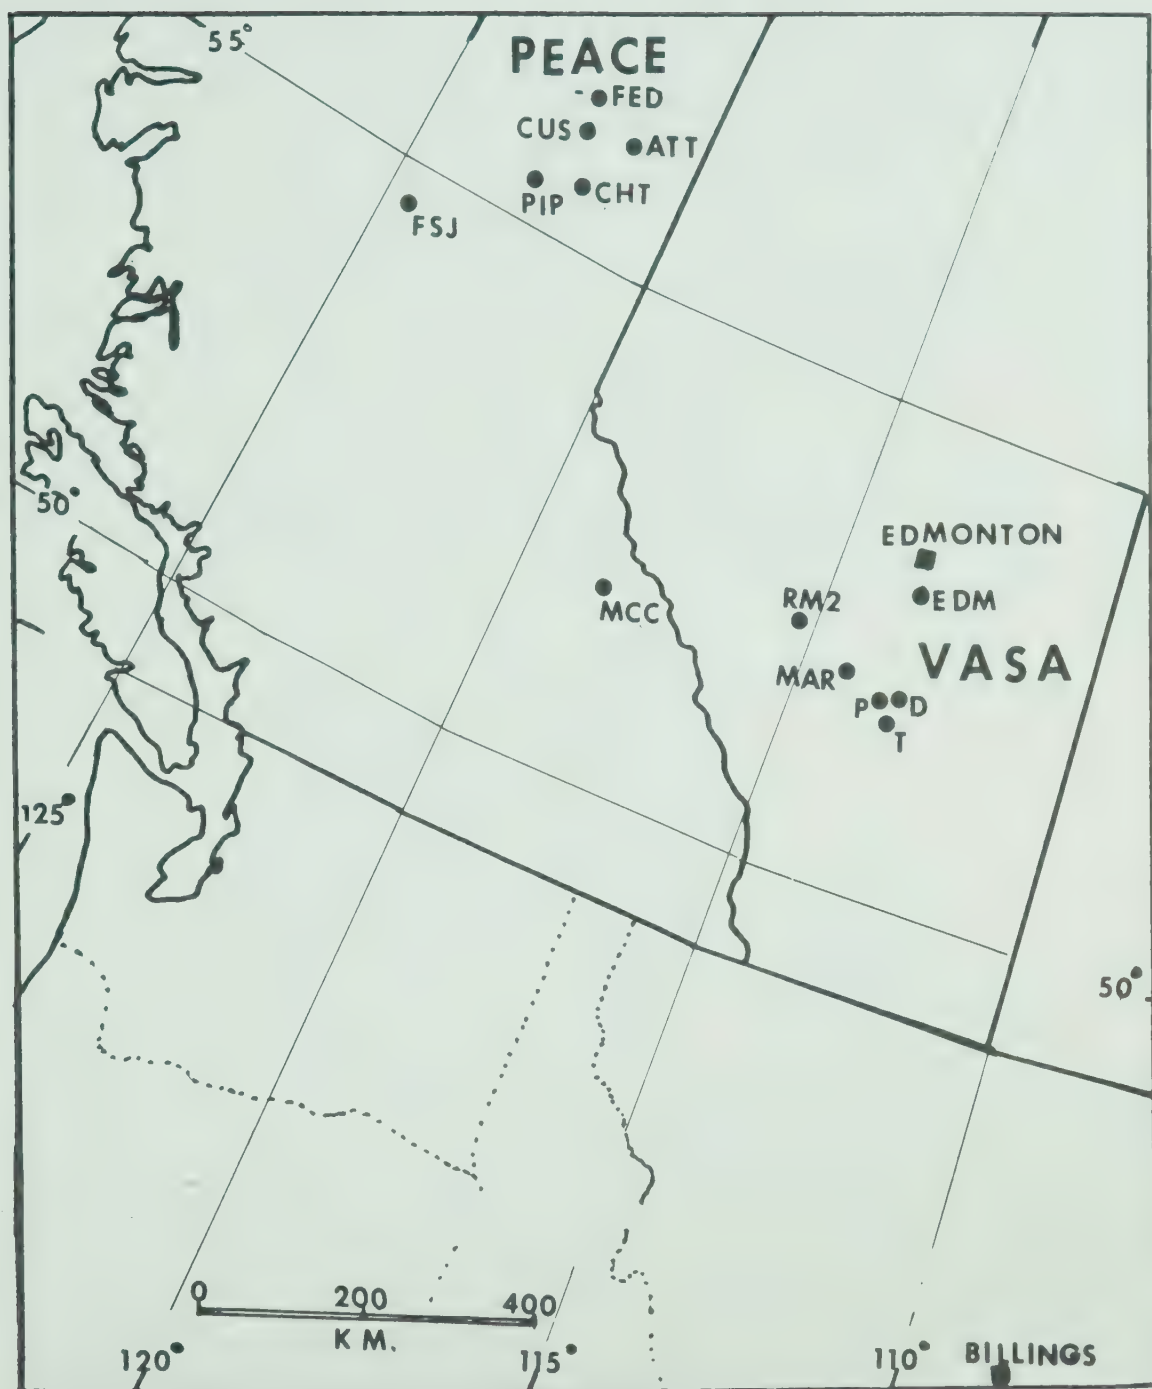 55°
PEACE
FED
CUS
ATT
PIP
CHT
FSJ
50°
EDMONTON
MCC
RM2
EDM
VASA
MAR
P
D
T
125°
50°
0 200 400
KM.
120°
115°
110°
BILLINGS